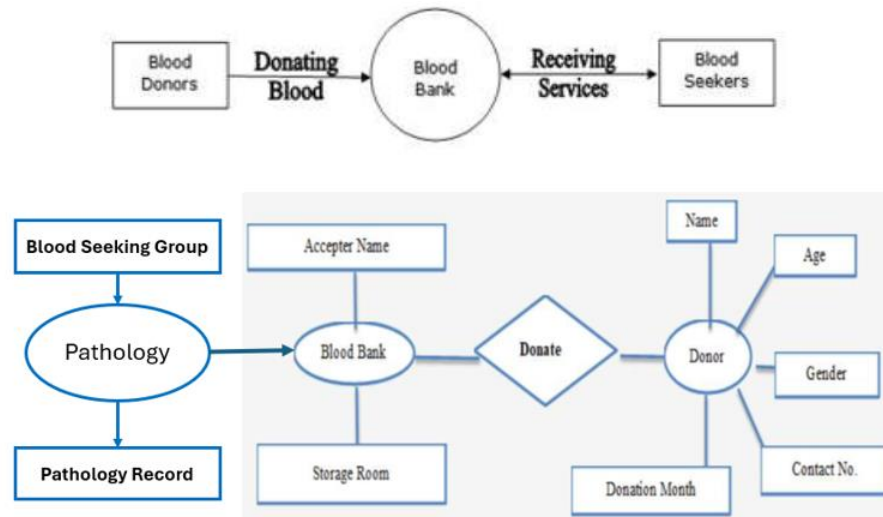 Blood
Donors
Donating
Blood
Blood
Bank
Receiving
Services
Blood
Seekers
Blood Seeking Group
Pathology
Pathology Record
Accepter Name
Blood Bank
Storage Room
Donate
Name
Age
Donor
Gender
Contact No.
Donation Month